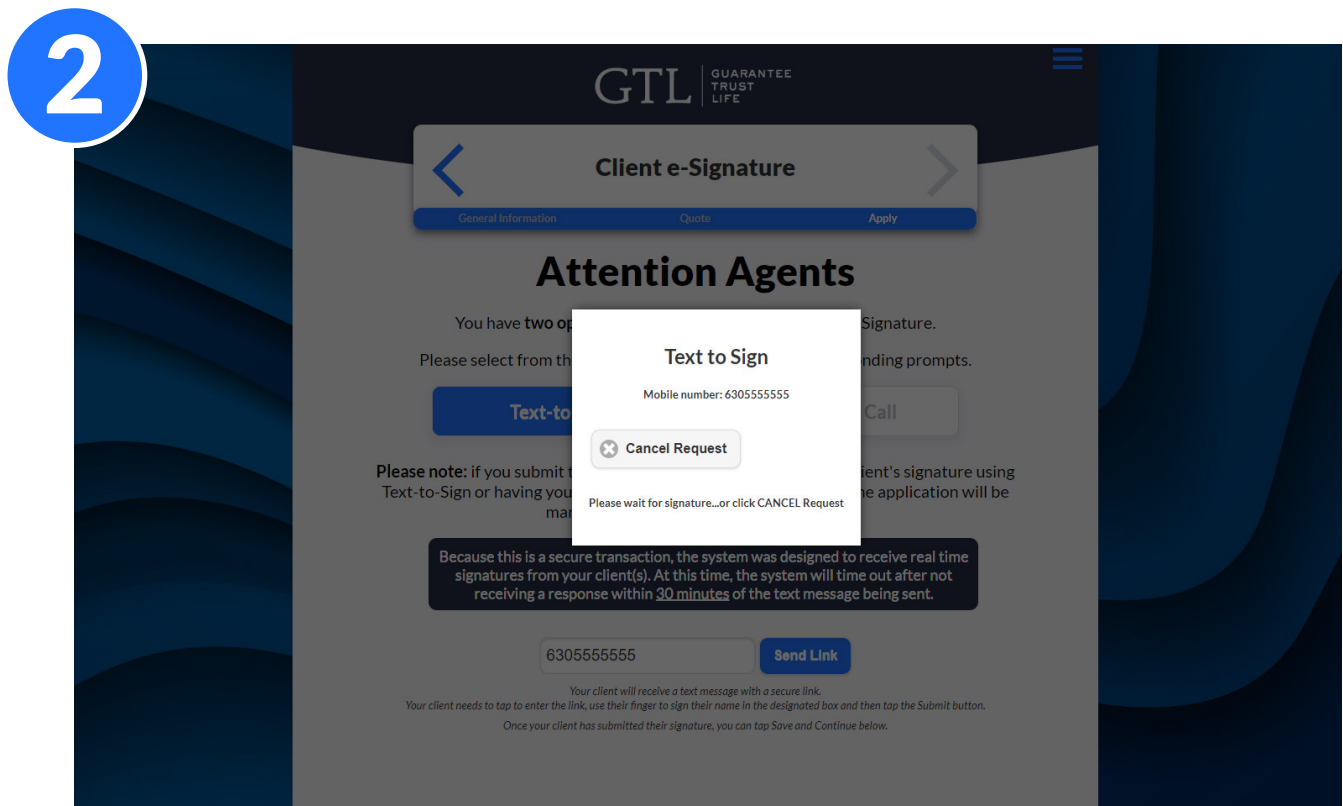 2
GTL GUARANTEE
TRUST
LIFE
Client e-Signature
General Information Quote Apply
Attention Agents
You have two op Signature.
Please select from th nding prompts.
Text-to Call
Please note: if you submit t ient's signature using
Text-to-Sign or having you e application will be
mar
Text to Sign
Mobile number: 6305555555
Cancel Request
Please wait for signature...or click CANCEL Request
Because this is a secure transaction, the system was designed to receive real time
signatures from your client(s). At this time, the system will time out after not
receiving a response within 30 minutes of the text message being sent.
6305555555 Send Link
Your client will receive a text message with a secure link.
Your client needs to tap to enter the link, use their finger to sign their name in the designated box and then tap the Submit button.
Once your client has submitted their signature, you can tap Save and Continue below.